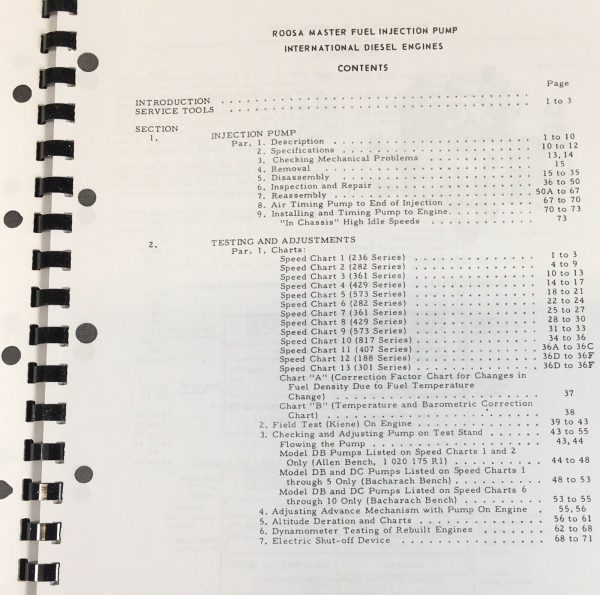 ROOSA MASTER FUEL INJECTION PUMP
INTERNATIONAL DIESEL ENGINES
CONTENTS
Page
INTRODUCTION . . . . . . . . . . 1 to 3
SERVICE TOOLS . . . . . . . . . .
SECTION
1. INJECTION PUMP
Par. 1. Description . . . . . . . . . . 1 to 10
2. Specifications . . . . . . . . . . 10 to 12
3. Checking Mechanical Problems . . . . . . . . . . 13, 14
4. Removal . . . . . . . . . . 15
5. Disassembly . . . . . . . . . . 15 to 35
6. Inspection and Repair . . . . . . . . . . 36 to 50
7. Reassembly . . . . . . . . . . 50A to 67
8. Air Timing Pump to End of Injection . . . . . . . . . . 67 to 70
9. Installing and Timing Pump to Engine . . . . . . . . . . 70 to 73
"In Chassis" High Idle Speeds . . . . . . . . . . 73
2. TESTING AND ADJUSTMENTS
Par. 1. Charts:
Speed Chart 1 (236 Series) . . . . . . . . . . 1 to 3
Speed Chart 2 (282 Series) . . . . . . . . . . 4 to 9
Speed Chart 3 (361 Series) . . . . . . . . . . 10 to 13
Speed Chart 4 (429 Series) . . . . . . . . . . 14 to 17
Speed Chart 5 (573 Series) . . . . . . . . . . 18 to 21
Speed Chart 6 (282 Series) . . . . . . . . . . 22 to 24
Speed Chart 7 (361 Series) . . . . . . . . . . 25 to 27
Speed Chart 8 (429 Series) . . . . . . . . . . 28 to 30
Speed Chart 9 (573 Series) . . . . . . . . . . 31 to 33
Speed Chart 10 (817 Series) . . . . . . . . . . 34 to 36
Speed Chart 11 (407 Series) . . . . . . . . . . 36A to 36C
Speed Chart 12 (188 Series) . . . . . . . . . . 36D to 36F
Speed Chart 13 (301 Series) . . . . . . . . . . 36D to 36F
Chart "A" (Correction Factor Chart for Changes in
Fuel Density Due to Fuel Temperature
Change) . . . . . . . . . . 37
Chart "B" (Temperature and Barometric Correction
Chart) . . . . . . . . . . 38
2. Field Test (Kiene) On Engine . . . . . . . . . . 39 to 43
3. Checking and Adjusting Pump on Test Stand . . . . . . . . . . 43 to 55
Flowing the Pump . . . . . . . . . . 43, 44
Model DB Pumps Listed on Speed Charts 1 and 2
Only (Allen Bench, 1 020 175 R1) . . . . . . . . . . 44 to 48
Model DB and DC Pumps Listed on Speed Charts 1
through 5 Only (Bacharach Bench) . . . . . . . . . . 48 to 53
Model DB and DC Pumps Listed on Speed Charts 6
through 10 Only (Bacharach Bench) . . . . . . . . . . 53 to 55
4. Adjusting Advance Mechanism with Pump On Engine . 55, 56
5. Altitude Deration and Charts . . . . . . . . . . 56 to 61
6. Dynamometer Testing of Rebuilt Engines . . . . . . . . . . 62 to 68
7. Electric Shut-off Device . . . . . . . . . . 68 to 71